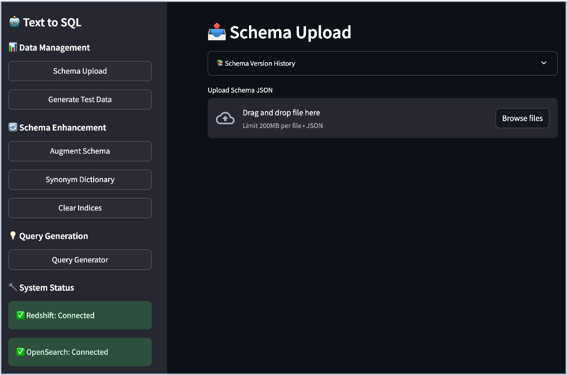 Text to SQL
Data Management
Schema Upload
Generate Test Data
Schema Enhancement
Augment Schema
Synonym Dictionary
Clear Indices
Query Generation
Query Generator
System Status
Redshift: Connected
OpenSearch: Connected
Schema Upload
Schema Version History
Upload Schema JSON
Drag and drop file here
Limit 200MB per file • JSON
Browse files